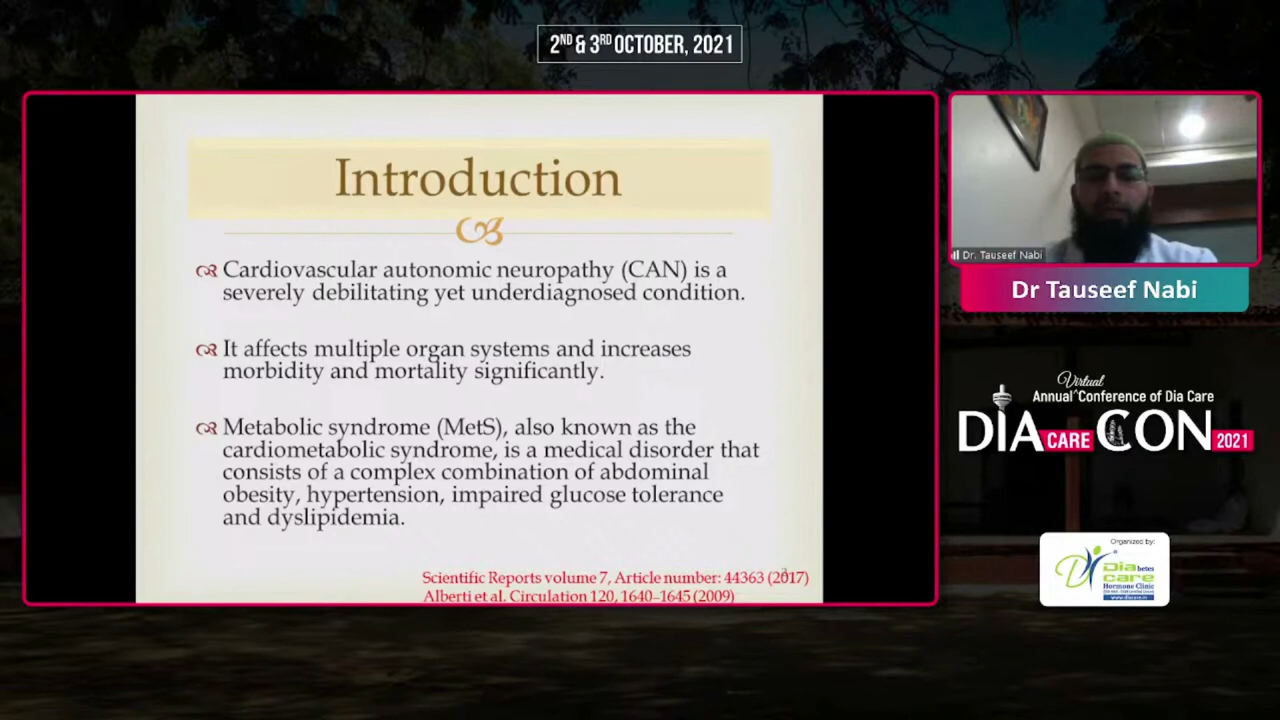 2ND & 3RD OCTOBER, 2021
Introduction
Cardiovascular autonomic neuropathy (CAN) is a
severely debilitating yet underdiagnosed condition.
It affects multiple organ systems and increases
morbidity and mortality significantly.
Metabolic syndrome (MetS), also known as the
cardiometabolic syndrome, is a medical disorder that
consists of a complex combination of abdominal
obesity, hypertension, impaired glucose tolerance
and dyslipidemia.
Scientific Reports volume 7, Article number: 44363 (2017)
Alberti et al. Circulation 120, 1640–1645 (2009)
Dr. Tauseef Nabi
Dr Tauseef Nabi
Virtual
Annual^Conference of Dia Care
DIA CARE CON 2021
Organized by:
Diabetes
care
Hormone Clinic
www.diacare.in